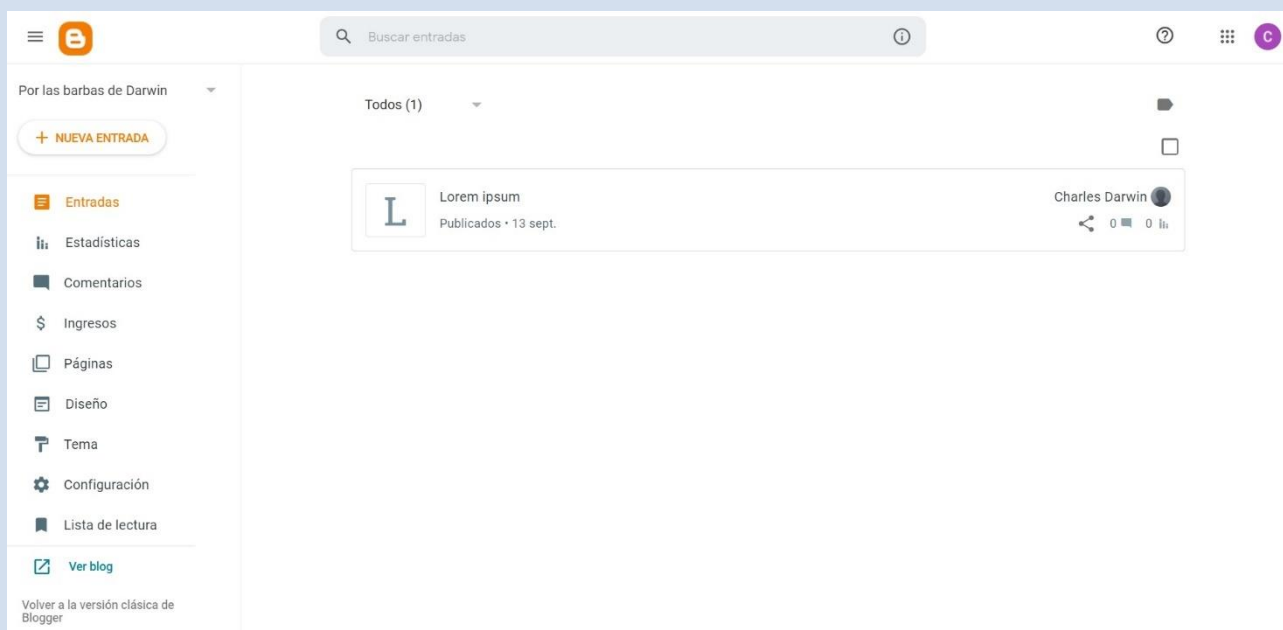 Buscar entradas
C
Por las barbas de Darwin
+ NUEVA ENTRADA
Entradas
Estadísticas
Comentarios
Ingresos
Páginas
Diseño
Tema
Configuración
Lista de lectura
Ver blog
Volver a la versión clásica de
Blogger
Todos (1)
L
Lorem ipsum
Publicados • 13 sept.
Charles Darwin
0 0